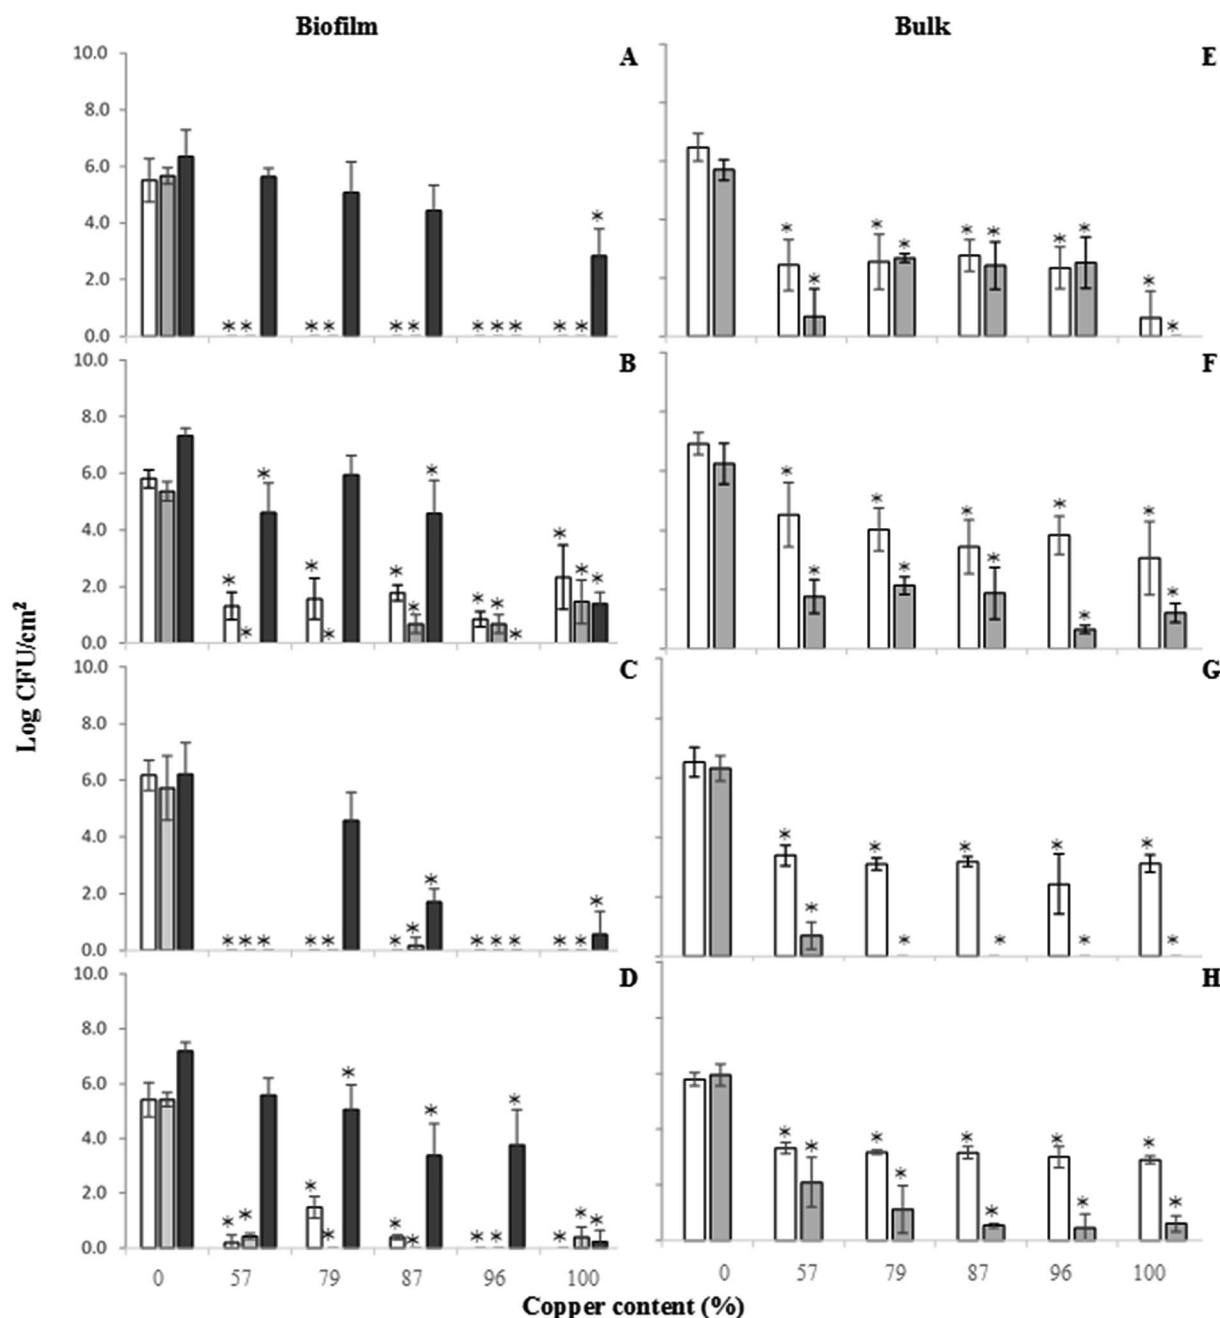 Biofilm
Bulk
10.0
8.0
6.0
4.0
2.0
0.0
A
* * * * * * * * * * *
E
* * * * * * * * * *
10.0
8.0
6.0
4.0
2.0
0.0
B
* * * * * * * * * * * * * *
F
* * * * * * * * * *
Log CFU/cm²
10.0
8.0
6.0
4.0
2.0
0.0
C
* * * * * * * * * * * * * *
G
* * * * * * * * * *
10.0
8.0
6.0
4.0
2.0
0.0
D
* * * * * * * * * * * * * *
H
* * * * * * * * * *
0 57 79 87 96 100
0 57 79 87 96 100
Copper content (%)